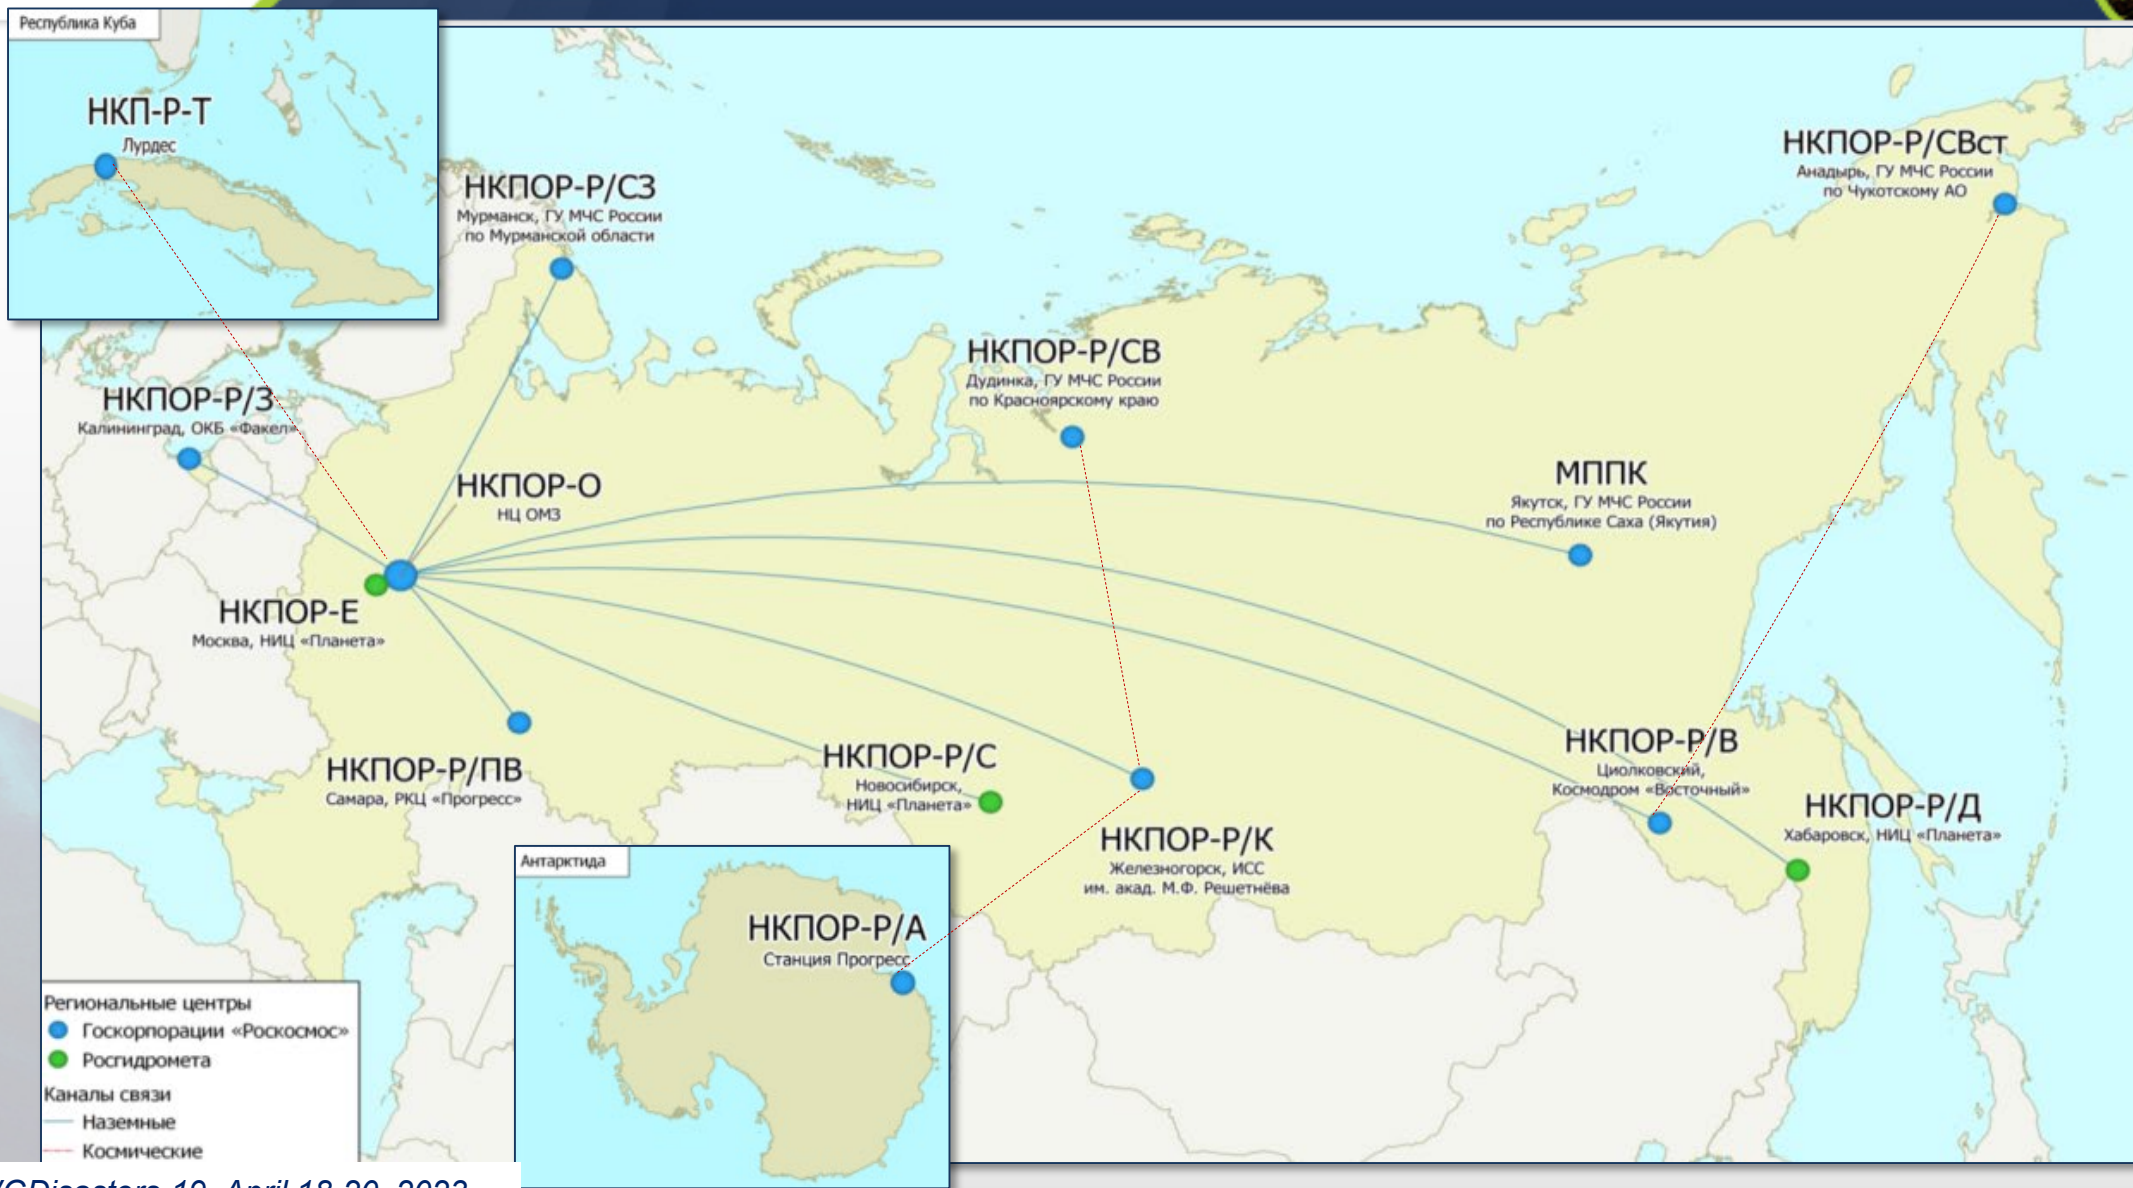 Республика Куба
НКП-Р-Т
Лурдес
НКПОР-Р/СЗ
Мурманск, ГУ МЧС России
по Мурманской области
НКПОР-Р/СВст
Анадырь, ГУ МЧС России
по Чукотскому АО
НКПОР-Р/З
Калининград, ОКБ «Факел»
НКПОР-Р/СВ
Дудинка, ГУ МЧС России
по Красноярскому краю
НКПОР-О
НЦ ОМЗ
МППК
Якутск, ГУ МЧС России
по Республике Саха (Якутия)
НКПОР-Е
Москва, НИЦ «Планета»
НКПОР-Р/ПВ
Самара, РКЦ «Прогресс»
НКПОР-Р/С
Новосибирск,
НИЦ «Планета»
НКПОР-Р/К
Железногорск, ИСС
им. акад. М.Ф. Решетнёва
НКПОР-Р/В
Циолковский,
Космодром «Восточный»
НКПОР-Р/Д
Хабаровск, НИЦ «Планета»
Антарктида
НКПОР-Р/А
Станция Прогресс
Региональные центры
Госкорпорации «Роскосмос»
Росгидромета
Каналы связи
Наземные
Космические